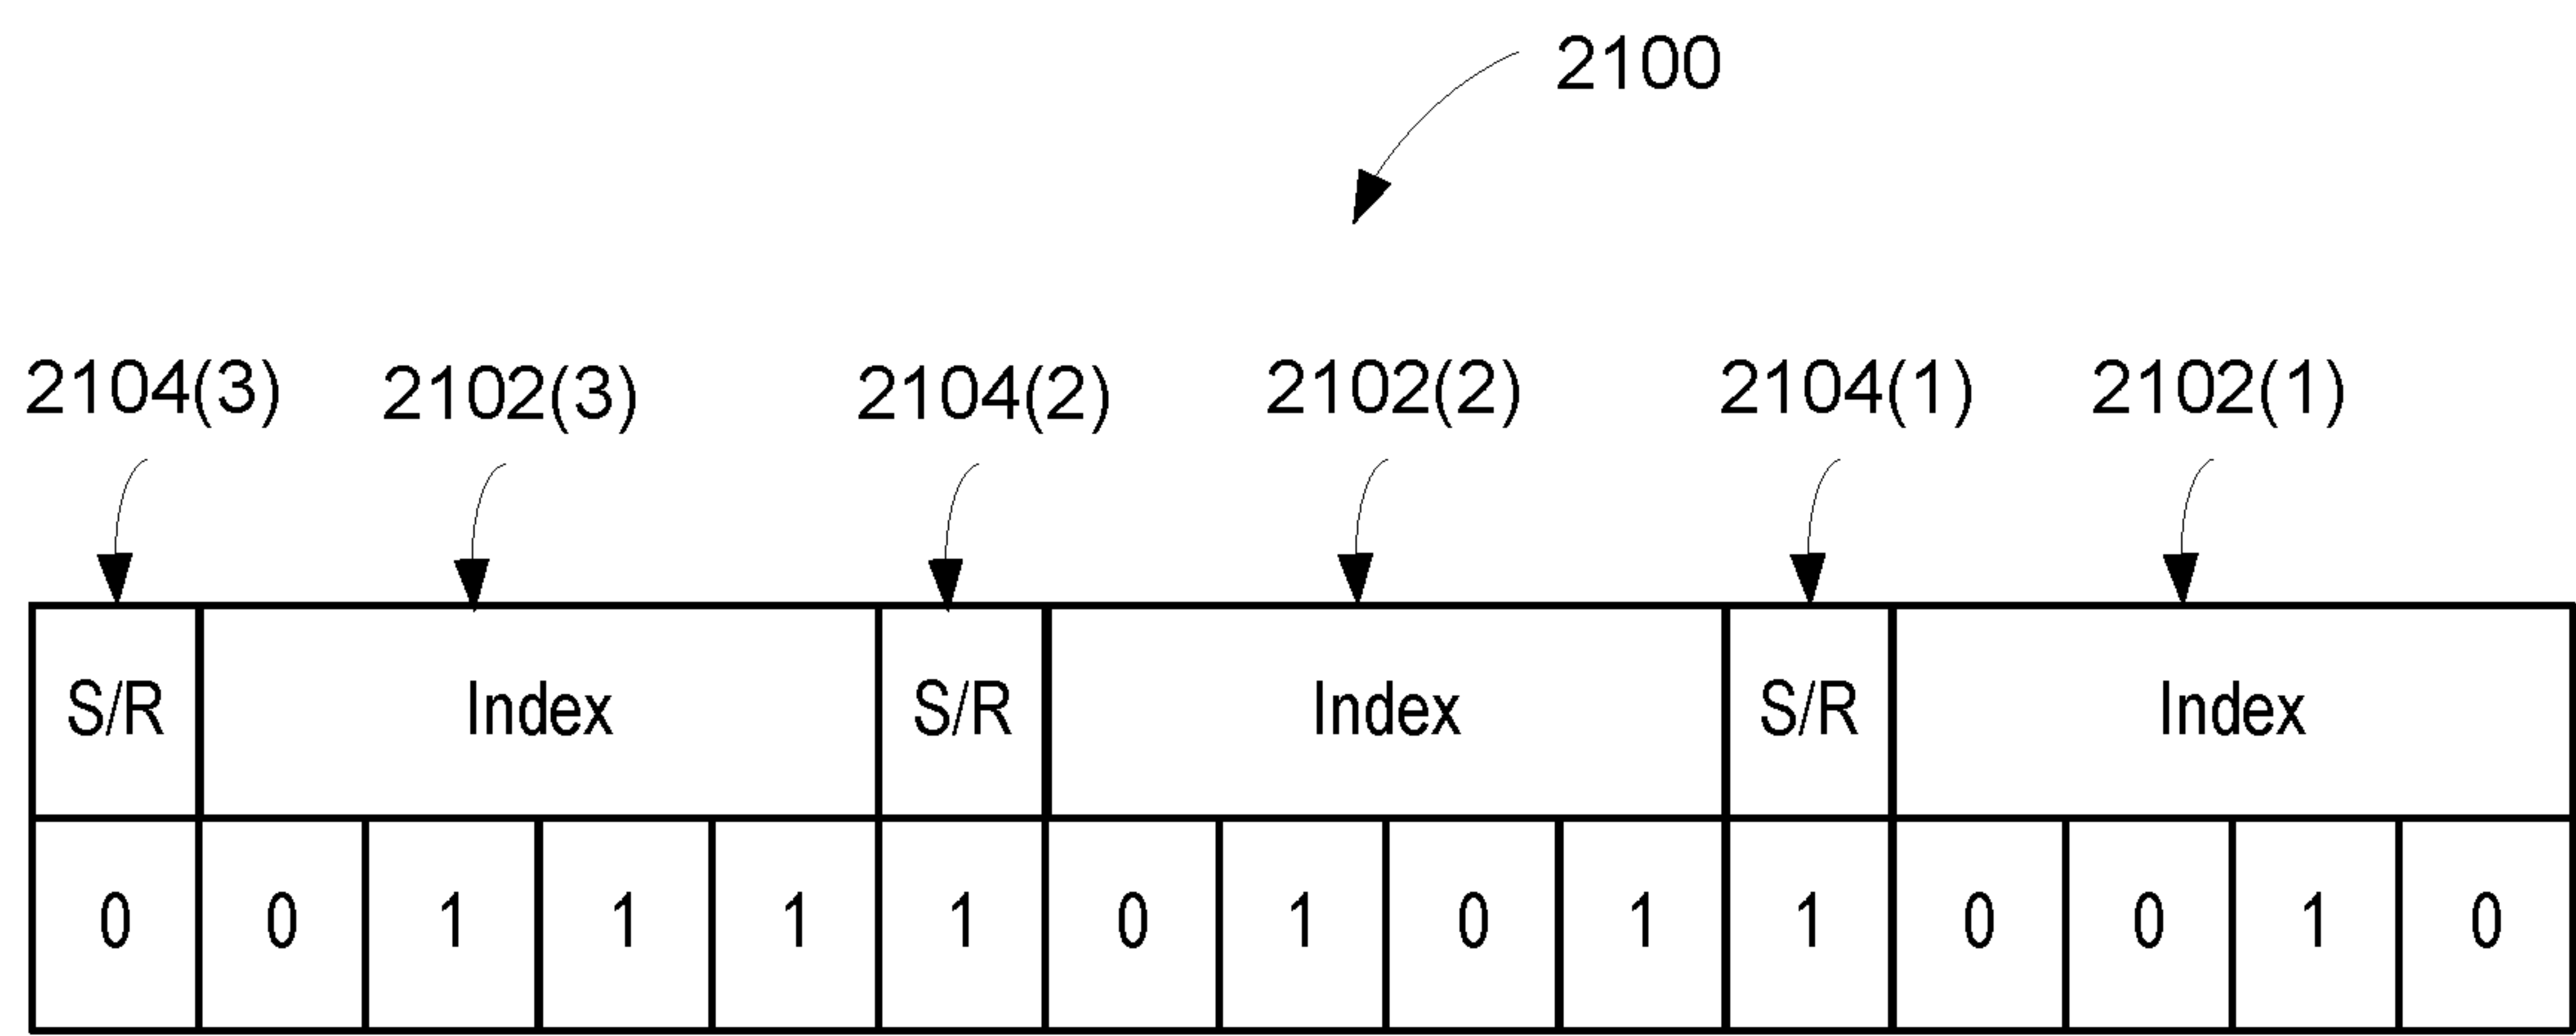 2100
2104(3) 2102(3) 2104(2) 2102(2) 2104(1) 2102(1)
S/R Index S/R Index S/R Index
0 0 1 1 1 1 0 1 0 1 1 0 0 1 0